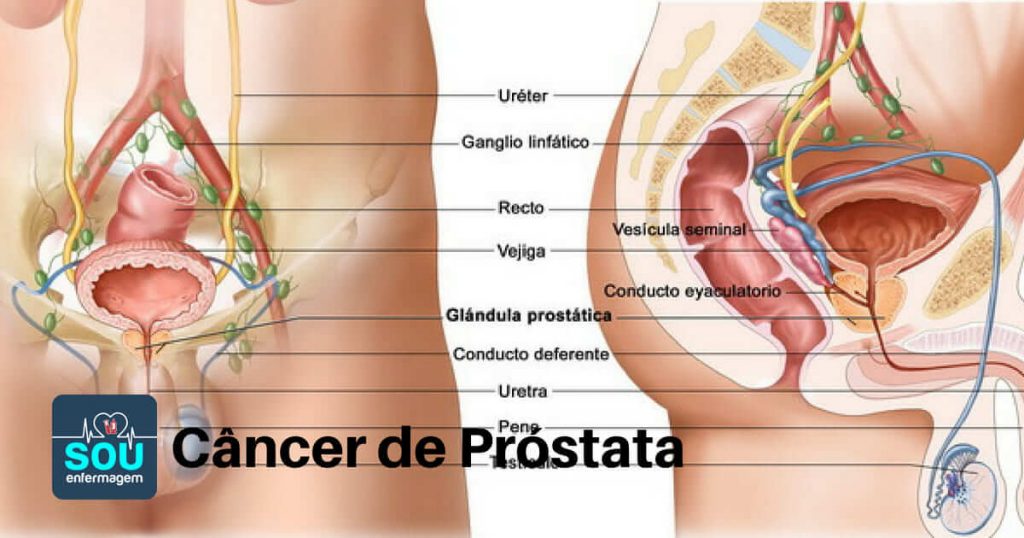 Uréter
Ganglio linfático
Recto
Vesícula seminal
Vejiga
Conducto eyaculatorio
Glándula prostática
Conducto deferente
Uretra
Pene
Testículo
SOU
enfermagem
Câncer de Próstata